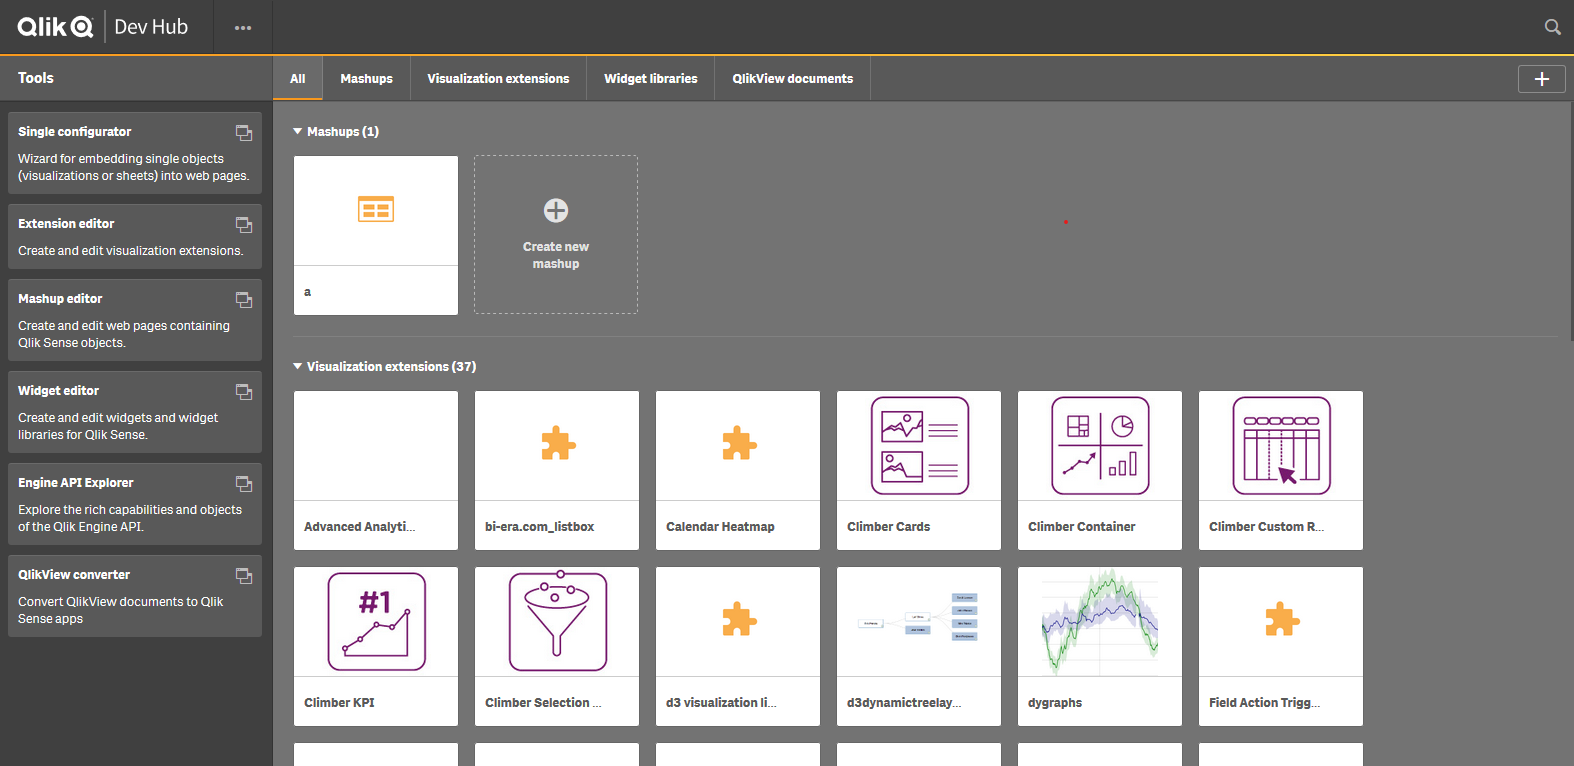 Qlik Dev Hub
Tools
All Mashups Visualization extensions Widget libraries QlikView documents
Single configurator
Wizard for embedding single objects
(visualizations or sheets) into web pages.
Extension editor
Create and edit visualization extensions.
Mashup editor
Create and edit web pages containing
Qlik Sense objects.
Widget editor
Create and edit widgets and widget
libraries for Qlik Sense.
Engine API Explorer
Explore the rich capabilities and objects
of the Qlik Engine API.
QlikView converter
Convert QlikView documents to Qlik
Sense apps
Mashups (1)
a
Create new
mashup
Visualization extensions (37)
Advanced Analyti...
bi-era.com_listbox
Calendar Heatmap
Climber Cards
Climber Container
Climber Custom R...
#1
Climber KPI
Climber Selection ...
d3 visualization li...
d3dynamictreelay...
dygraphs
Field Action Trigg...